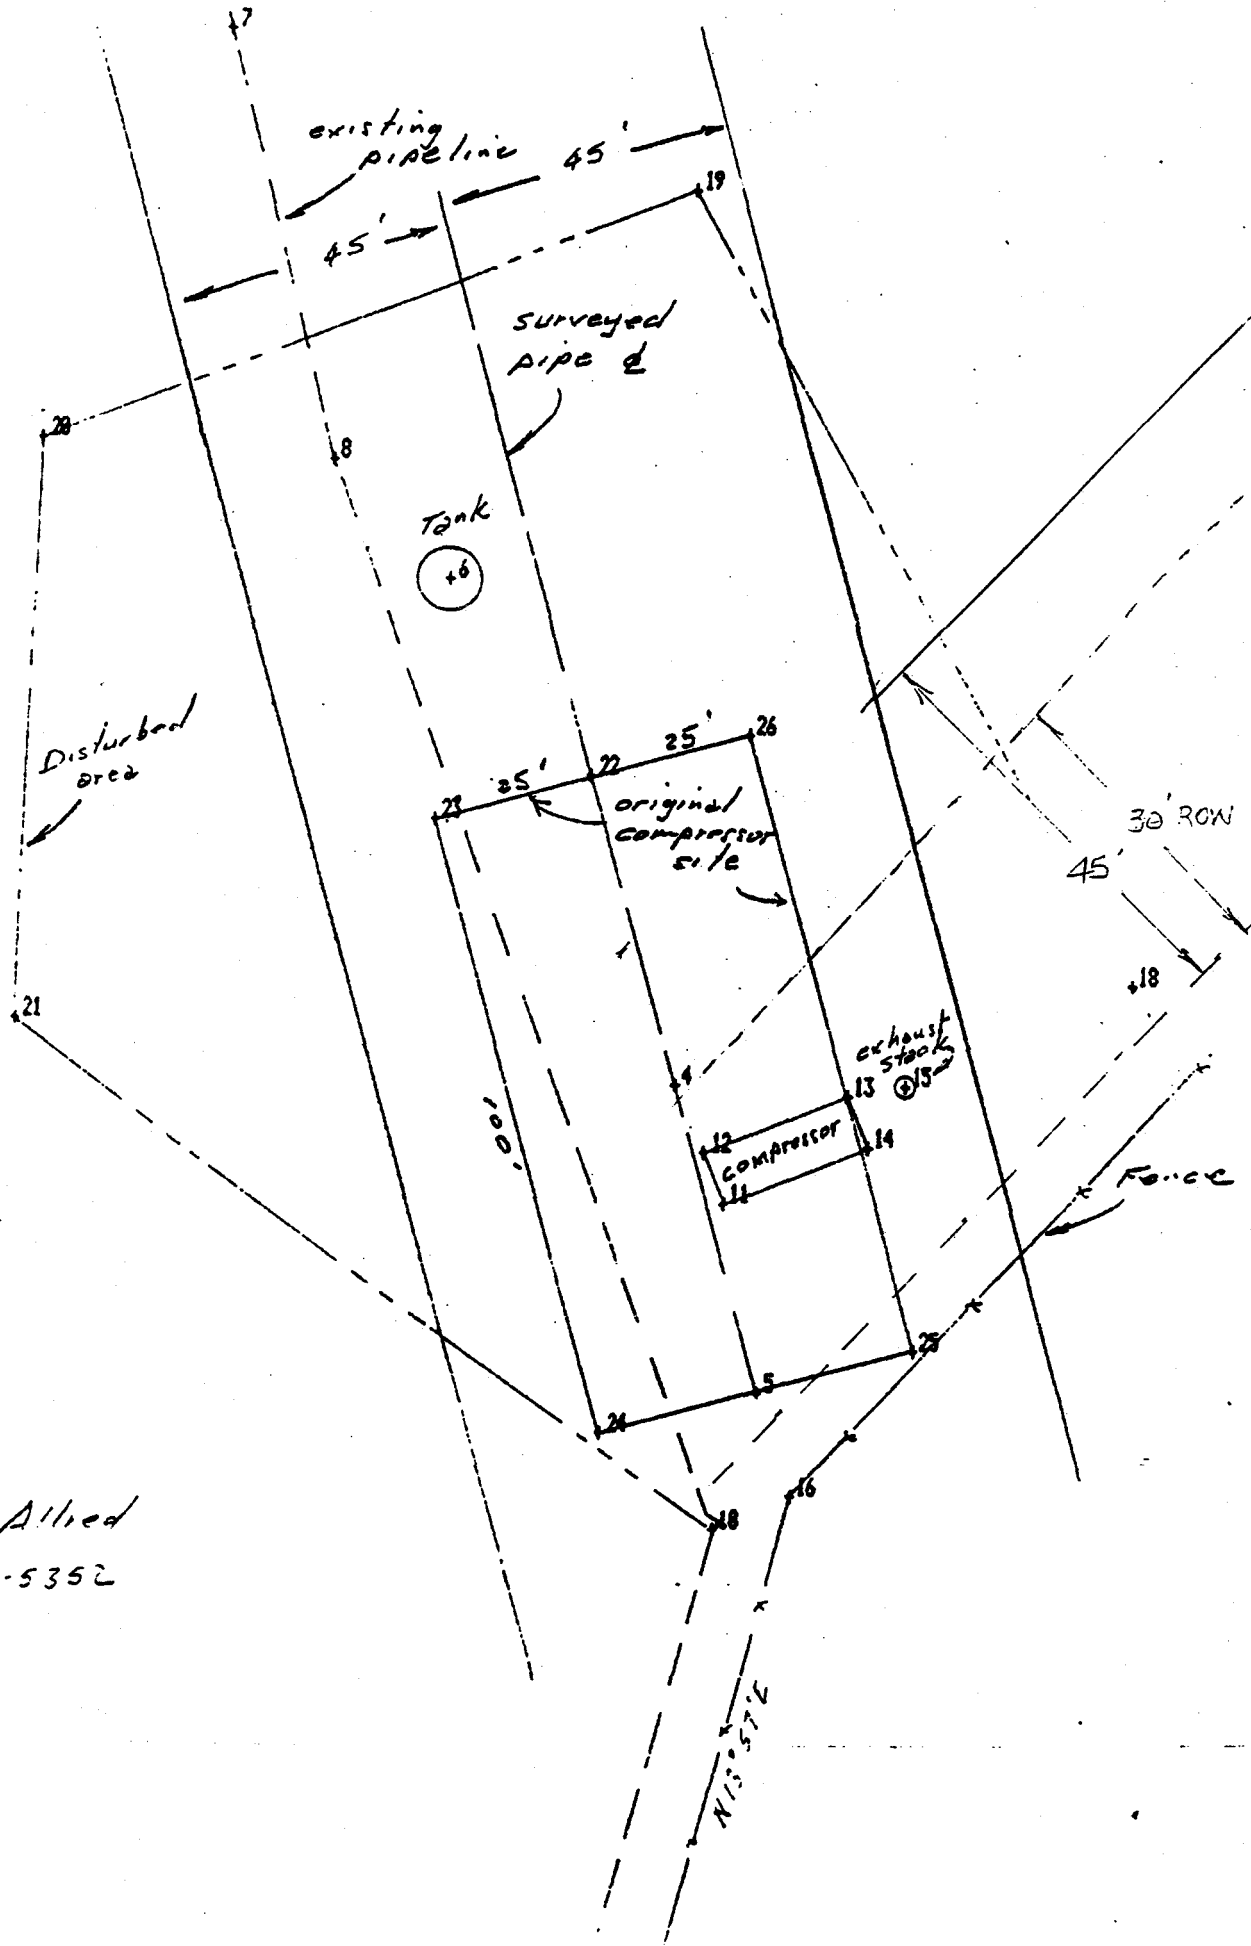 7
existing
pipeline
45'
19
45'
surveyed
pipe ℄
20
8
Tank
6
Disturbed
area
25'
26
22
25'
23
original
compressor
site
30' ROW
45'
18
21
exhaust
stack
4
13
15
12
compressor
14
11
100'
Fence
25
5
24
16
18
Allied
-5352